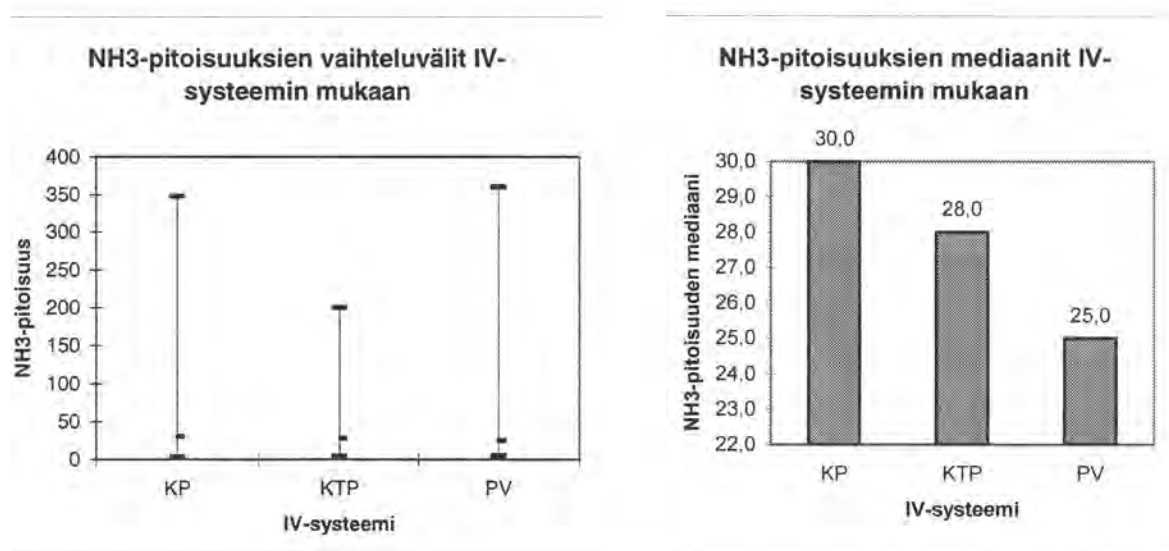 NH3-pitoisuuksien vaihteluvälit IV-
systeemin mukaan
400
350
300
250
200
150
100
50
0
NH3-pitoisuus
KP
KTP
PV
IV-systeemi
NH3-pitoisuuksien mediaanit IV-
systeemin mukaan
30,0
30,0
29,0
28,0
28,0
27,0
26,0
25,0
25,0
24,0
23,0
22,0
NH3-pitoisuuden mediaani
KP
KTP
PV
IV-systeemi